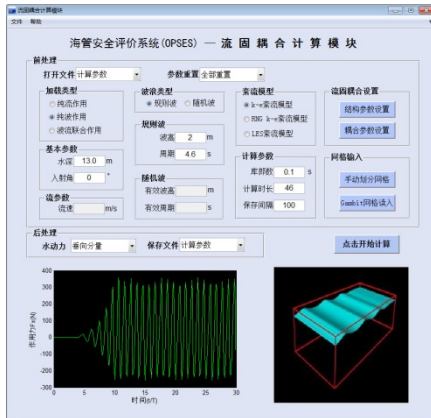 流固耦合计算模块
文件 帮助
海管安全评价系统(OPSES) — 流 固 耦 合 计 算 模 块
前处理
打开文件 计算参数 参数重置 全部重置
加载类型
纯流作用
纯波作用
波流联合作用
波浪类型
规则波 随机波
紊流模型
k-e紊流模型
RNG k-e紊流模型
LES紊流模型
流固耦合设置
结构参数设置
耦合参数设置
规则波
波高 2 m
周期 4.6 s
基本参数
水深 13.0 m
入射角 0 °
计算参数
库郎数 0.1 s
计算时长 46
保存间隔 100
网格输入
手动划分网格
Gambit网格读入
随机波
有效波高 m
有效周期 s
流参数
流速 m/s
后处理
水动力 垂向分量 保存文件 计算参数
点击开始计算
400
300
200
100
0
-100
-200
-300
作用力Fx(N)
0 5 10 15 20 25 30
时间(t/T)